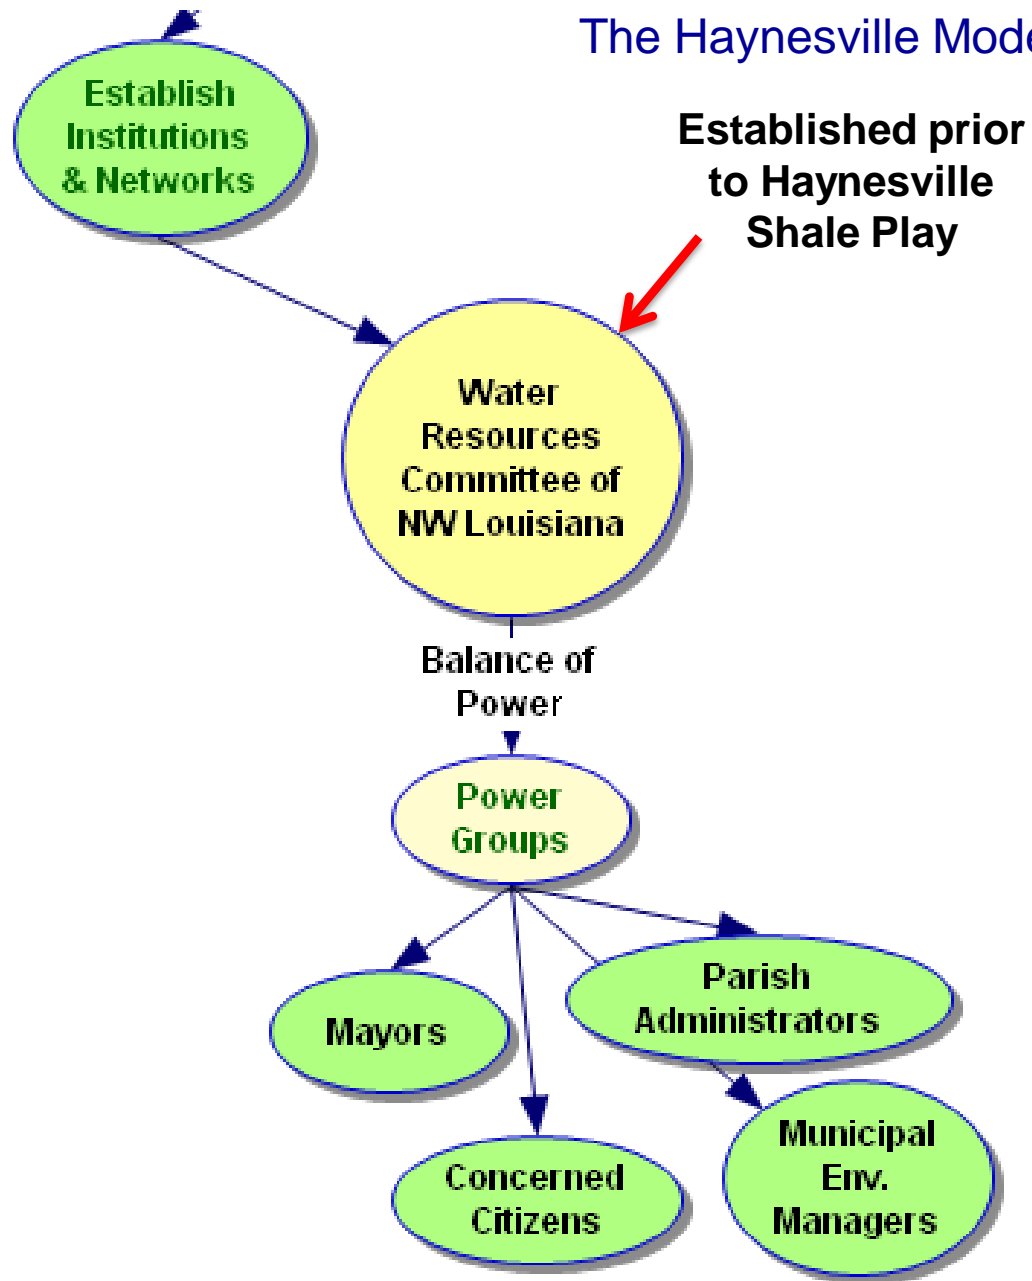 The Haynesville Mode
Establish
Institutions
& Networks
Established prior
to Haynesville
Shale Play
Water
Resources
Committee of
NW Louisiana
Balance of
Power
Power
Groups
Parish
Administrators
Mayors
Municipal
Env.
Managers
Concerned
Citizens